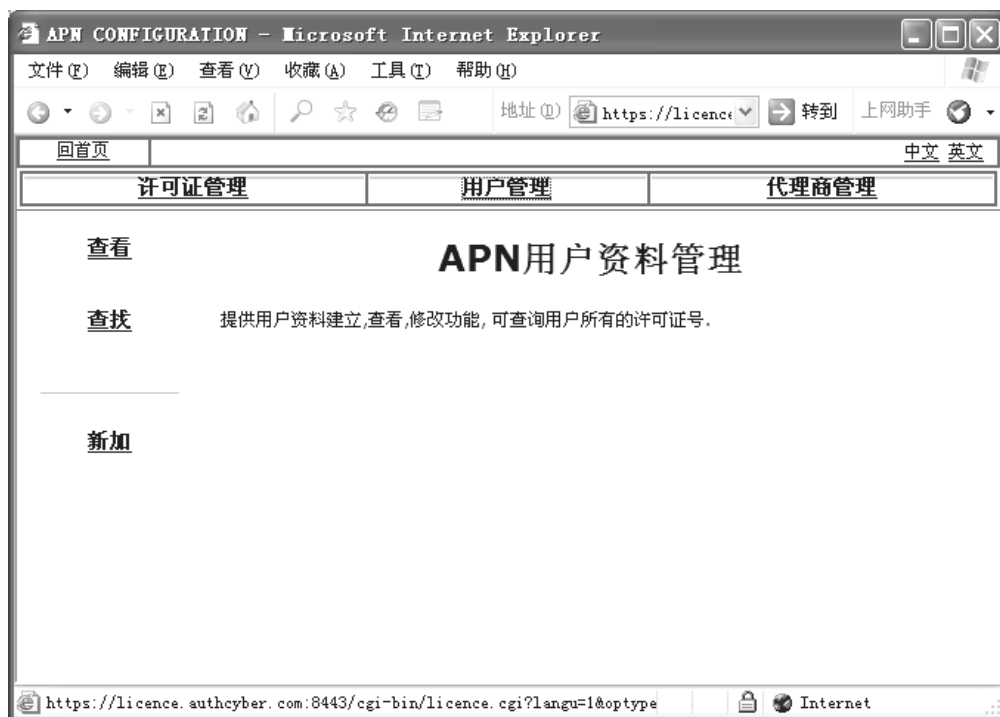 APN CONFIGURATION - Microsoft Internet Explorer
文件(F) 编辑(E) 查看(V) 收藏(A) 工具(T) 帮助(H)
地址(D) https://licence 转到 上网助手
回首页 中文 英文
许可证管理 用户管理 代理商管理
查看
APN用户资料管理
查找
提供用户资料建立,查看,修改功能, 可查询用户所有的许可证号.
新加
https://licence.authcyber.com:8443/cgi-bin/licence.cgi?langu=1&optype Internet